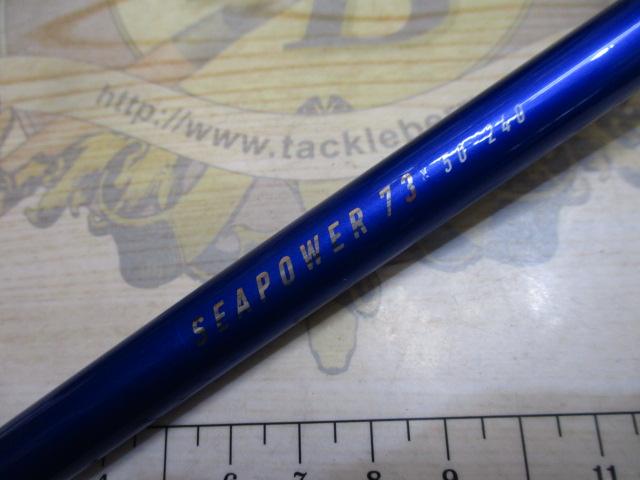 B
http://www.tacklebe
SEAPOWER 73 × 50-240
6 7 8 9 11